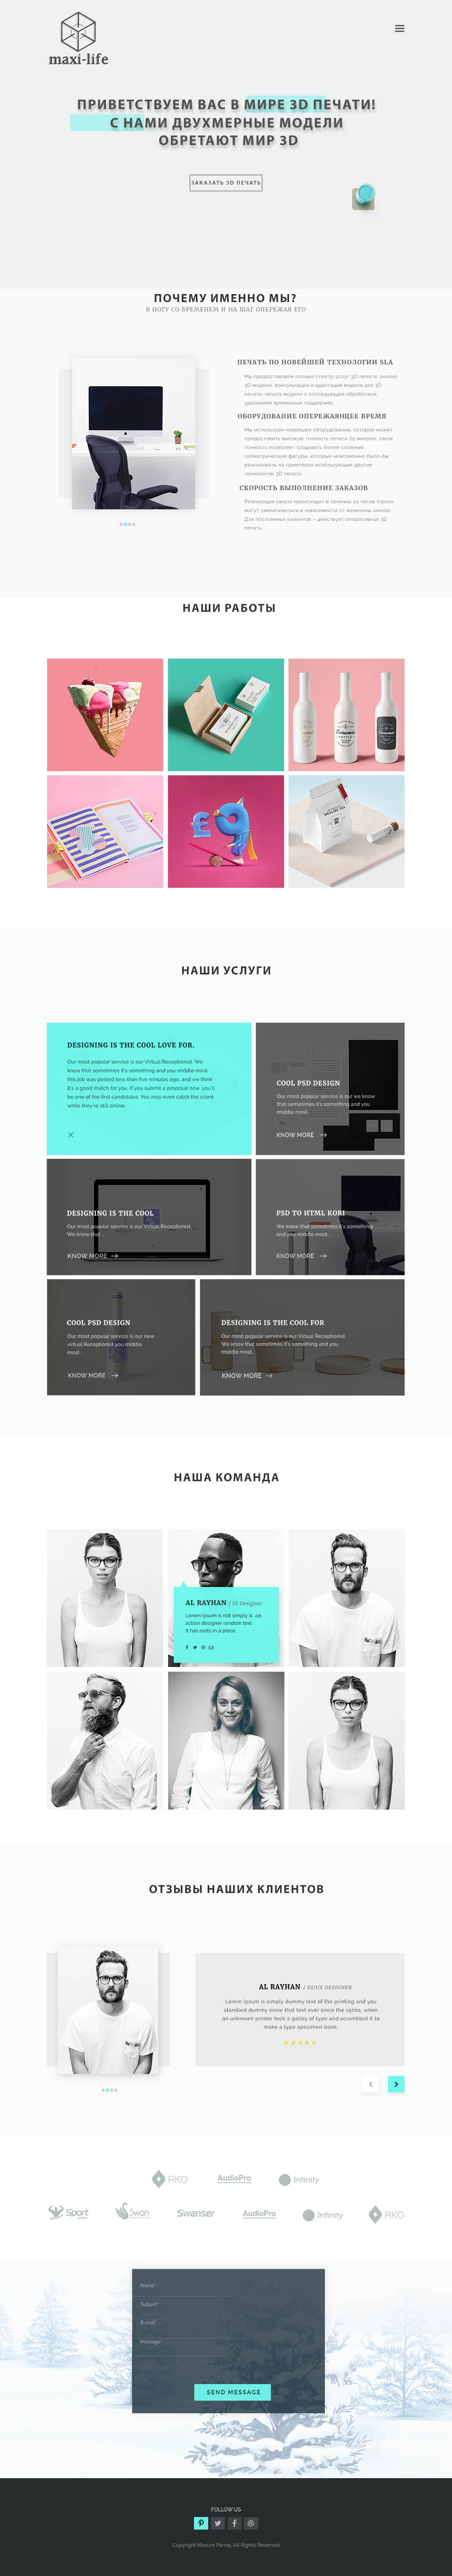 maxi-life
ПРИВЕТСТВУЕМ ВАС В МИРЕ 3D ПЕЧАТИ!
С НАМИ ДВУХМЕРНЫЕ МОДЕЛИ
ОБРЕТАЮТ МИР 3D
ЗАКАЗАТЬ 3D ПЕЧАТЬ
ПОЧЕМУ ИМЕННО МЫ?
В НОГУ СО ВРЕМЕНЕМ И НА ШАГ ОПЕРЕЖАЯ ЕГО
ПЕЧАТЬ ПО НОВЕЙШЕЙ ТЕХНОЛОГИИ SLA
Мы предоставляем полный спектр услуг 3D печати: анализ
3D модели, консультация и адаптация модели для 3D
печати, печать модели с последующей обработкой,
удалением временных поддержек.
ОБОРУДОВАНИЕ ОПЕРЕЖАЮЩЕЕ ВРЕМЯ
Мы используем новейшее оборудование, которое может
предоставить высокую точность печати 25 микрон, такая
точность позволяет создавать более сложные
геометрические фигуры, которые невозможно было-бы
реализовать на принтерах использующие другие
технологии 3D печати.
СКОРОСТЬ ВЫПОЛНЕНИЕ ЗАКАЗОВ
Реализация заказа происходит в течении 24 часов (сроки
могут увеличиваться в зависимости от величины заказа).
Для постоянных клиентов – действует оперативная 3D
печать.
НАШИ РАБОТЫ
НАШИ УСЛУГИ
DESIGNING IS THE COOL LOVE FOR.
Our most popular service is our Virtual Receptionist. We
know that sometimes it's something and you middle most
this job was posted less than five minutes ago, and we think
it's a good match for you. If you submit a proposal now, you'll
be one of the first candidates. You may even catch the client
while they're still online.
COOL PSD DESIGN
Our most popular service is our we know
that sometimes it's something and you
middle most..
KNOW MORE
DESIGNING IS THE COOL
Our most popular service is our Virtual Receptionist.
We know that ...
KNOW MORE
PSD TO HTML KORI
We know that sometimes it's something
and you middle most..
KNOW MORE
COOL PSD DESIGN
Our most popular service is our new
virtual Receptionist you middle
most..
KNOW MORE
DESIGNING IS THE COOL FOR
Our most popular service is our Virtual Receptionist.
We know that sometimes it's something and you
middle most..
KNOW MORE
НАША КОМАНДА
AL RAYHAN / UI Designer
Lorem Ipsum is not simply is an
action designer random text
it has roots in a piece.
ОТЗЫВЫ НАШИХ КЛИЕНТОВ
AL RAYHAN / UI/UX DESIGNER
Lorem Ipsum is simply dummy text of the printing and you
standard dummy know that text ever since the 1500s, when
an unknown printer took a galley of type and scrambled it to
make a type specimen book.
RKO AudioPro Infinity
Sport Swan Swanser AudioPro Infinity RKO
Name*
Subject*
E-mail*
Message*
SEND MESSAGE
FOLLOW US
Copyright Masum Parvej, All Rights Reserved